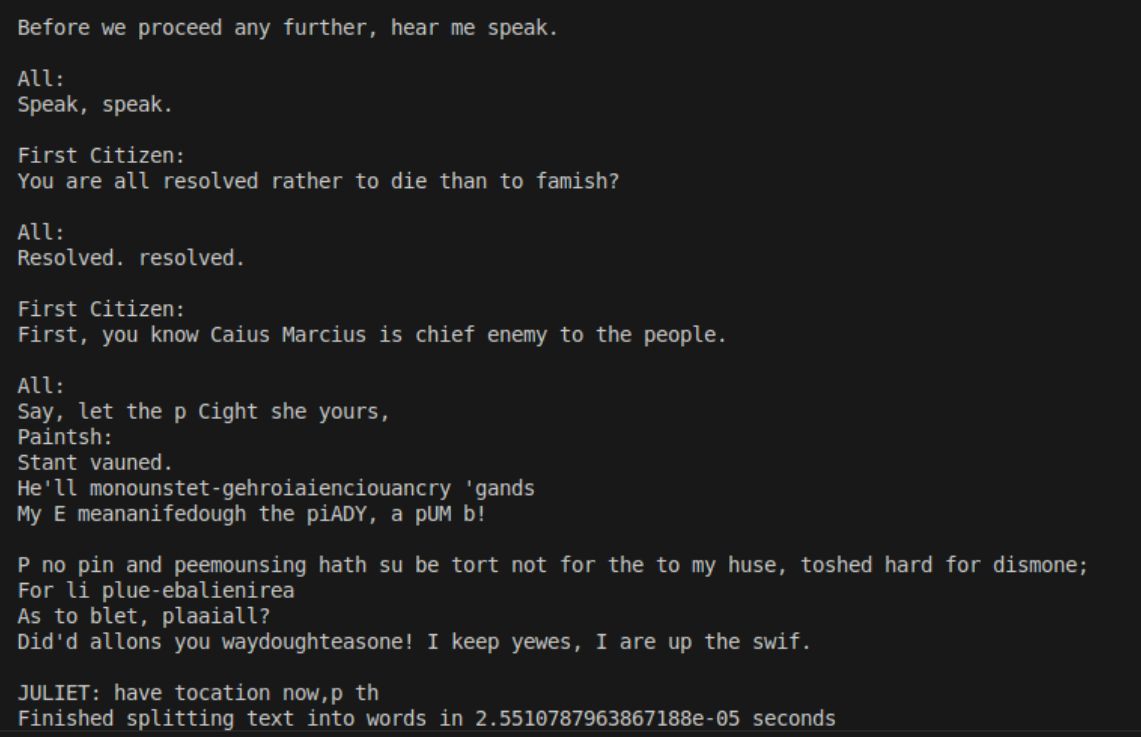 Before we proceed any further, hear me speak.
All:
Speak, speak.
First Citizen:
You are all resolved rather to die than to famish?
All:
Resolved. resolved.
First Citizen:
First, you know Caius Marcius is chief enemy to the people.
All:
Say, let the p Cight she yours,
Paintsh:
Stant vauned.
He'll monounstet-gehroiaienciouancry 'gands
My E meananifedough the piADY, a pUM b!
P no pin and peemounsing hath su be tort not for the to my huse, toshed hard for dismone;
For li plue-ebalienirea
As to blet, plaaiall?
Did'd allons you waydoughteasone! I keep yewes, I are up the swif.
JULIET: have tocation now,p th
Finished splitting text into words in 2.5510787963867188e-05 seconds